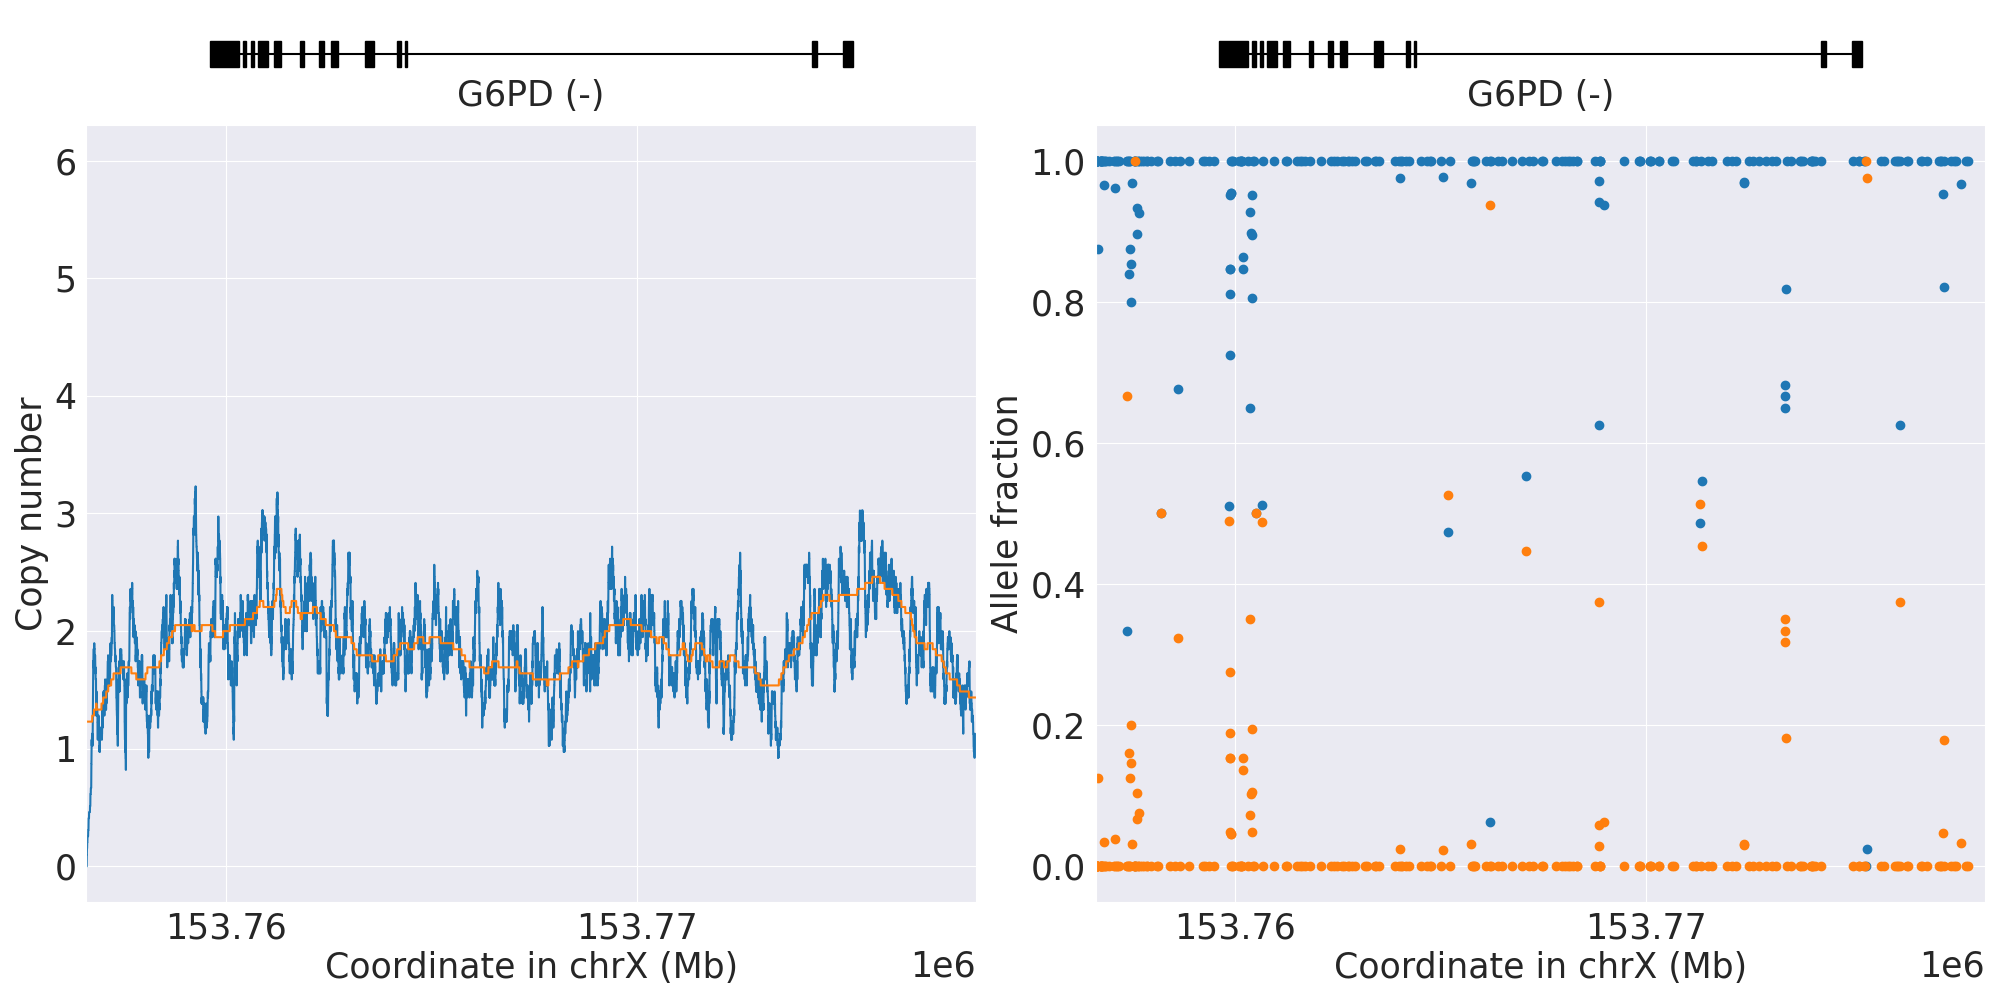 G6PD (-)
6
5
4
3
2
1
0
Copy number
153.76
153.77
Coordinate in chrX (Mb)
1e6
G6PD (-)
1.0
0.8
0.6
0.4
0.2
0.0
Allele fraction
153.76
153.77
Coordinate in chrX (Mb)
1e6